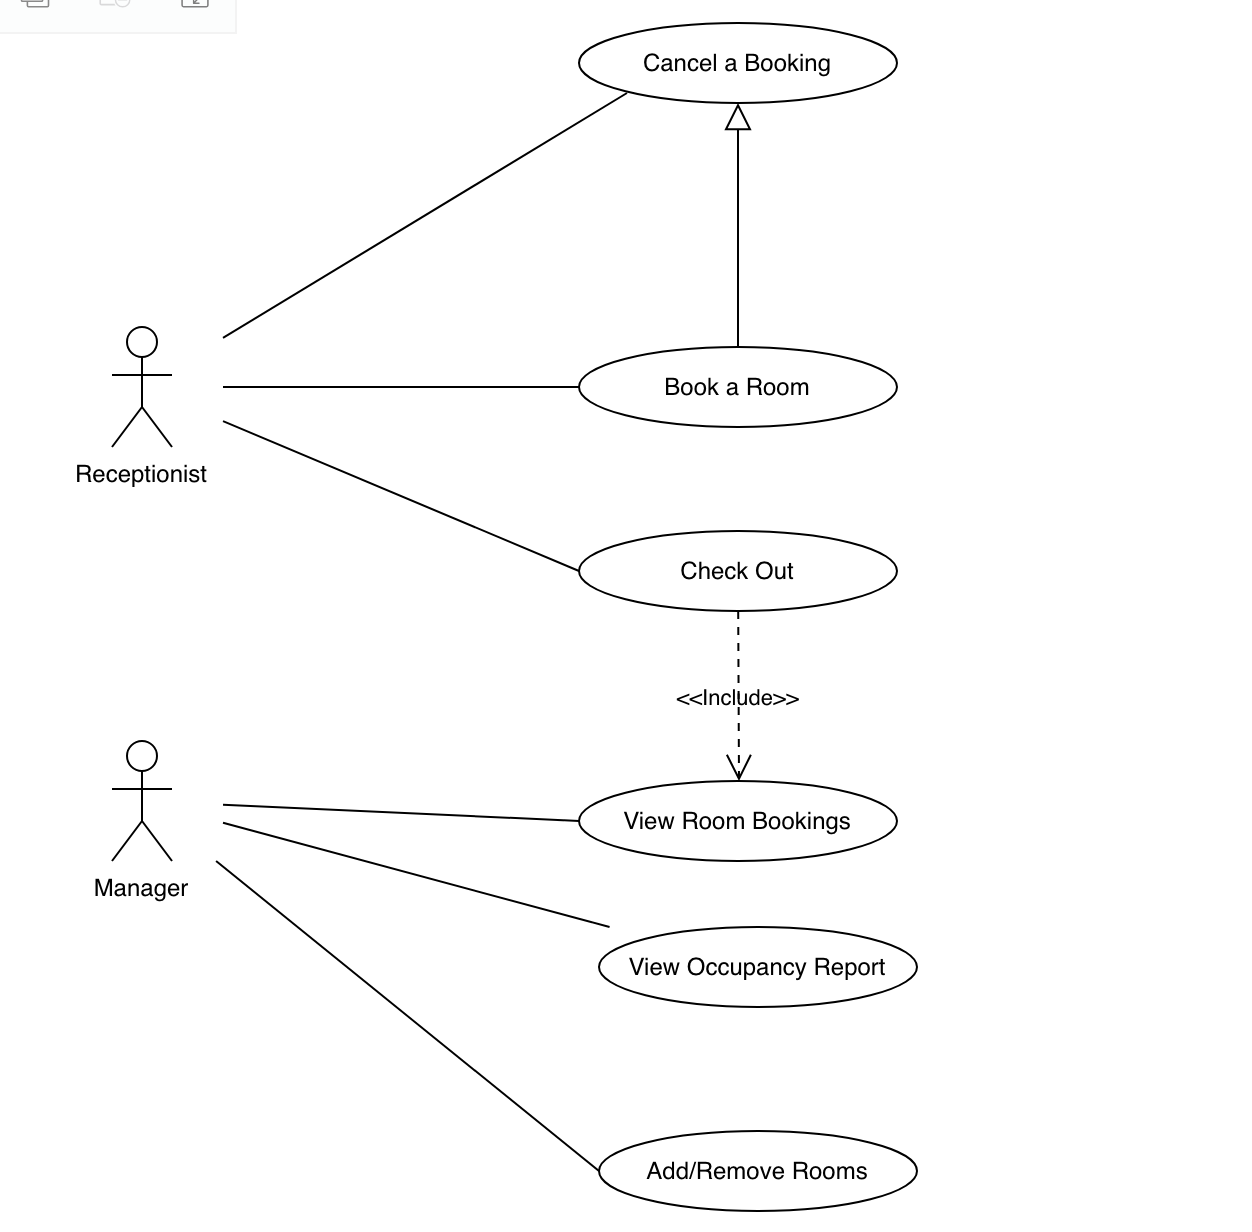 Cancel a Booking
Book a Room
Receptionist
Check Out
<<Include>>
View Room Bookings
Manager
View Occupancy Report
Add/Remove Rooms